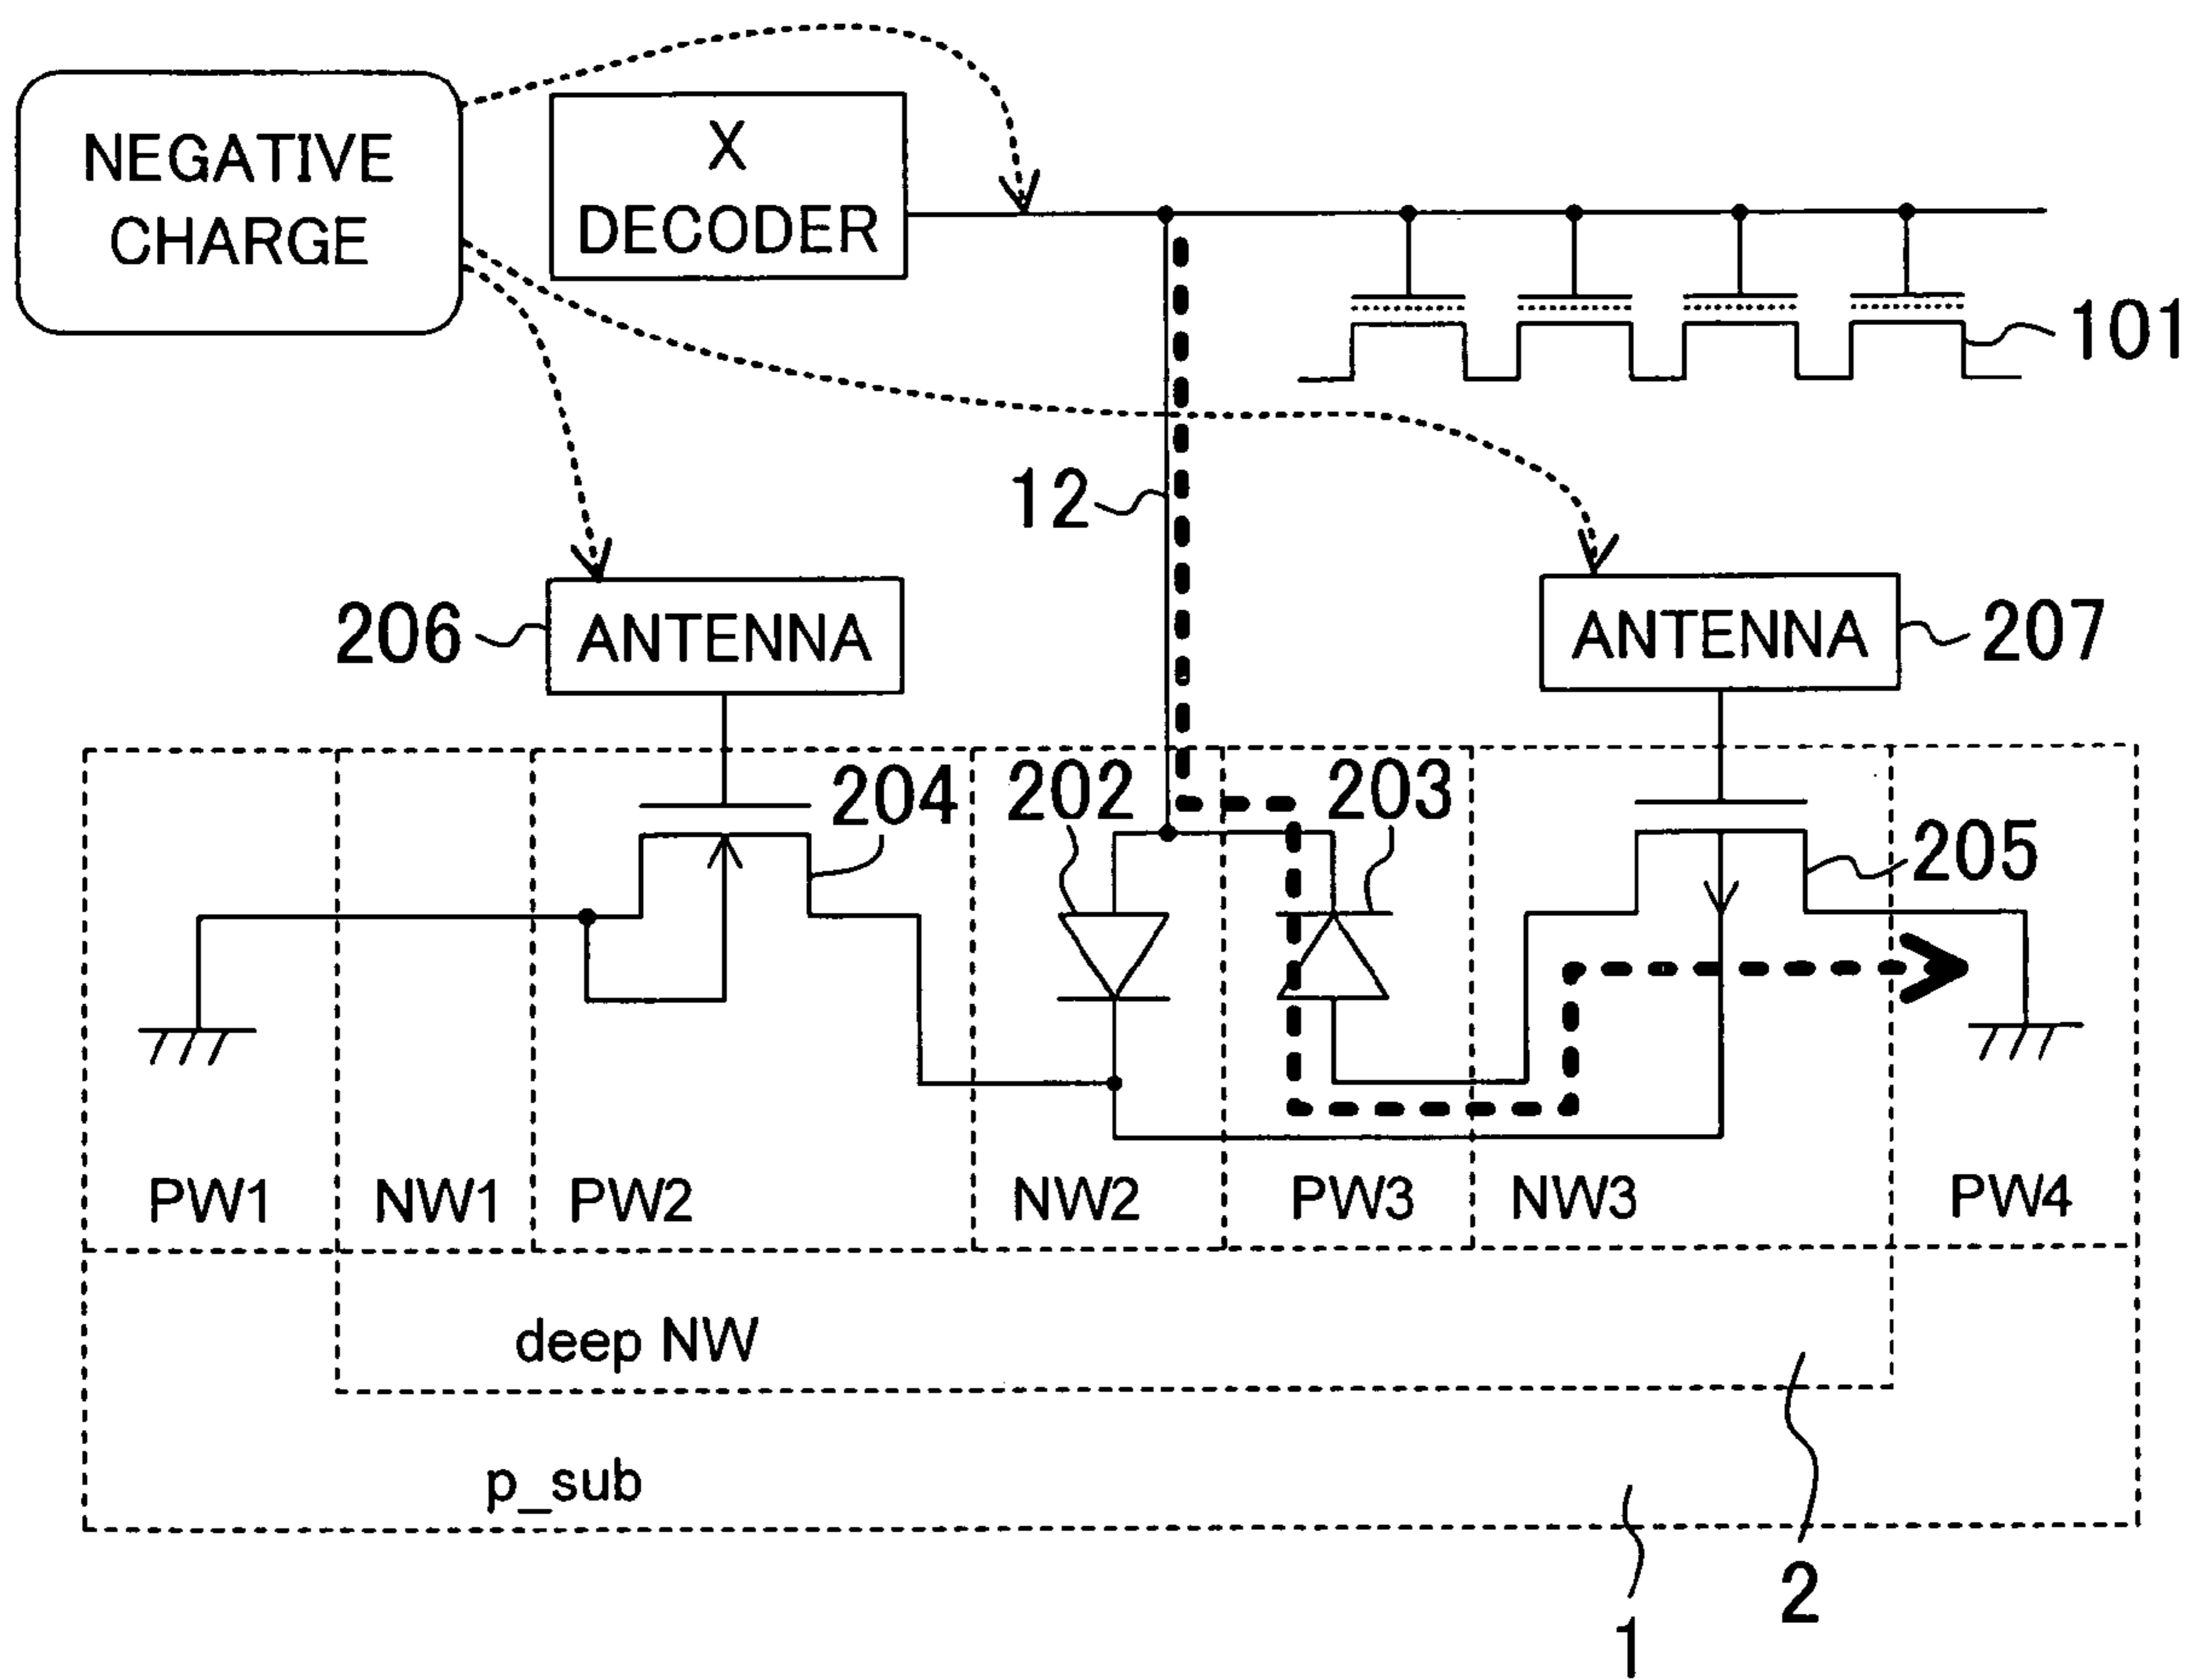 NEGATIVE
CHARGE
X
DECODER
101
12
206
ANTENNA
ANTENNA
207
204
202
203
205
PW1
NW1
PW2
NW2
PW3
NW3
PW4
deep NW
p_sub
2
1